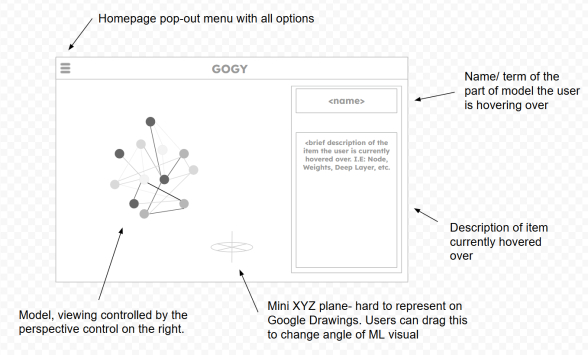 Homepage pop-out menu with all options
GOGY
<name>
<brief description of the
item the user is currently
hovered over. I.E: Node,
Weights, Deep Layer, etc.
Name/ term of the
part of model the user
is hovering over
Description of item
currently hovered
over
Model, viewing controlled by the
perspective control on the right.
Mini XYZ plane- hard to represent on
Google Drawings. Users can drag this
to change angle of ML visual